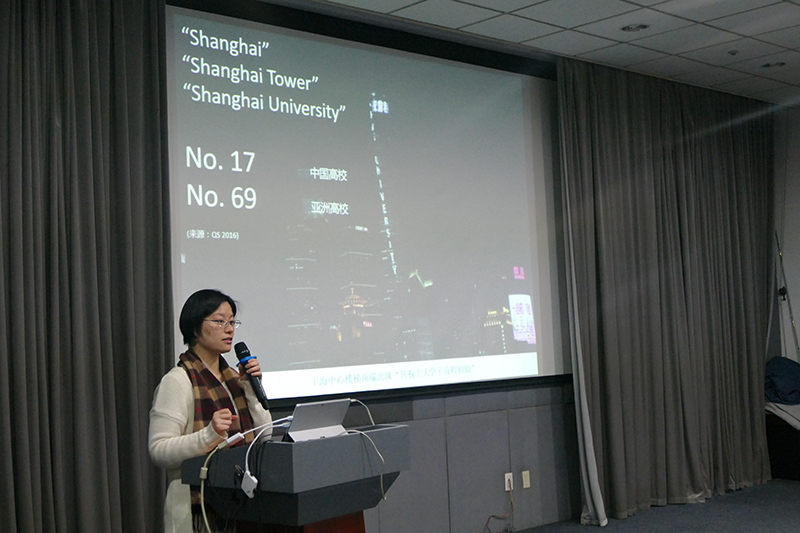 “Shanghai”
“Shanghai Tower”
“Shanghai University”
No. 17
中国高校
No. 69
亚洲高校
(来源：QS 2016)
UNIVERSITY